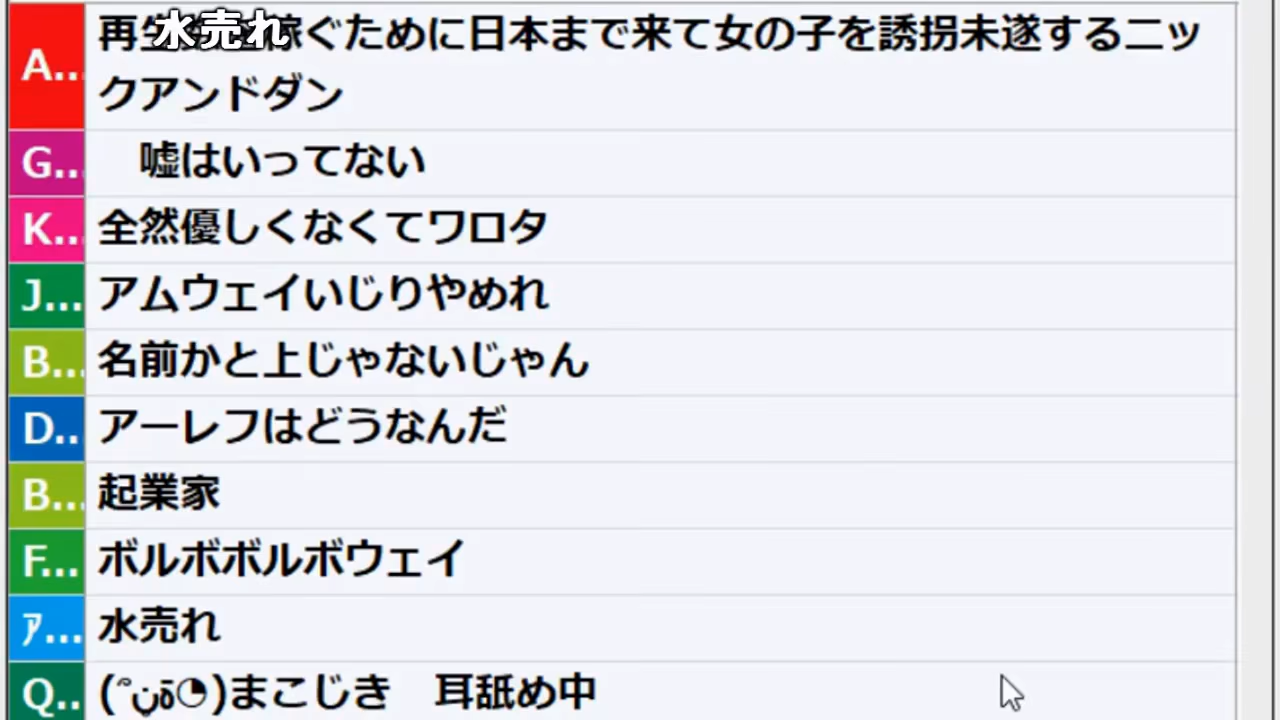 水売れ
A...
再生を稼ぐために日本まで来て女の子を誘拐未遂するニッ
クアンドダン
G...
嘘はいってない
K...
全然優しくなくてワロタ
J...
アムウェイいじりやめれ
B...
名前かと上じゃないじゃん
D..
アーレフはどうなんだ
B...
起業家
F...
ボルボボルボウェイ
ｱ...
水売れ
Q..
(՞ةڼ◔)まこじき　耳舐め中